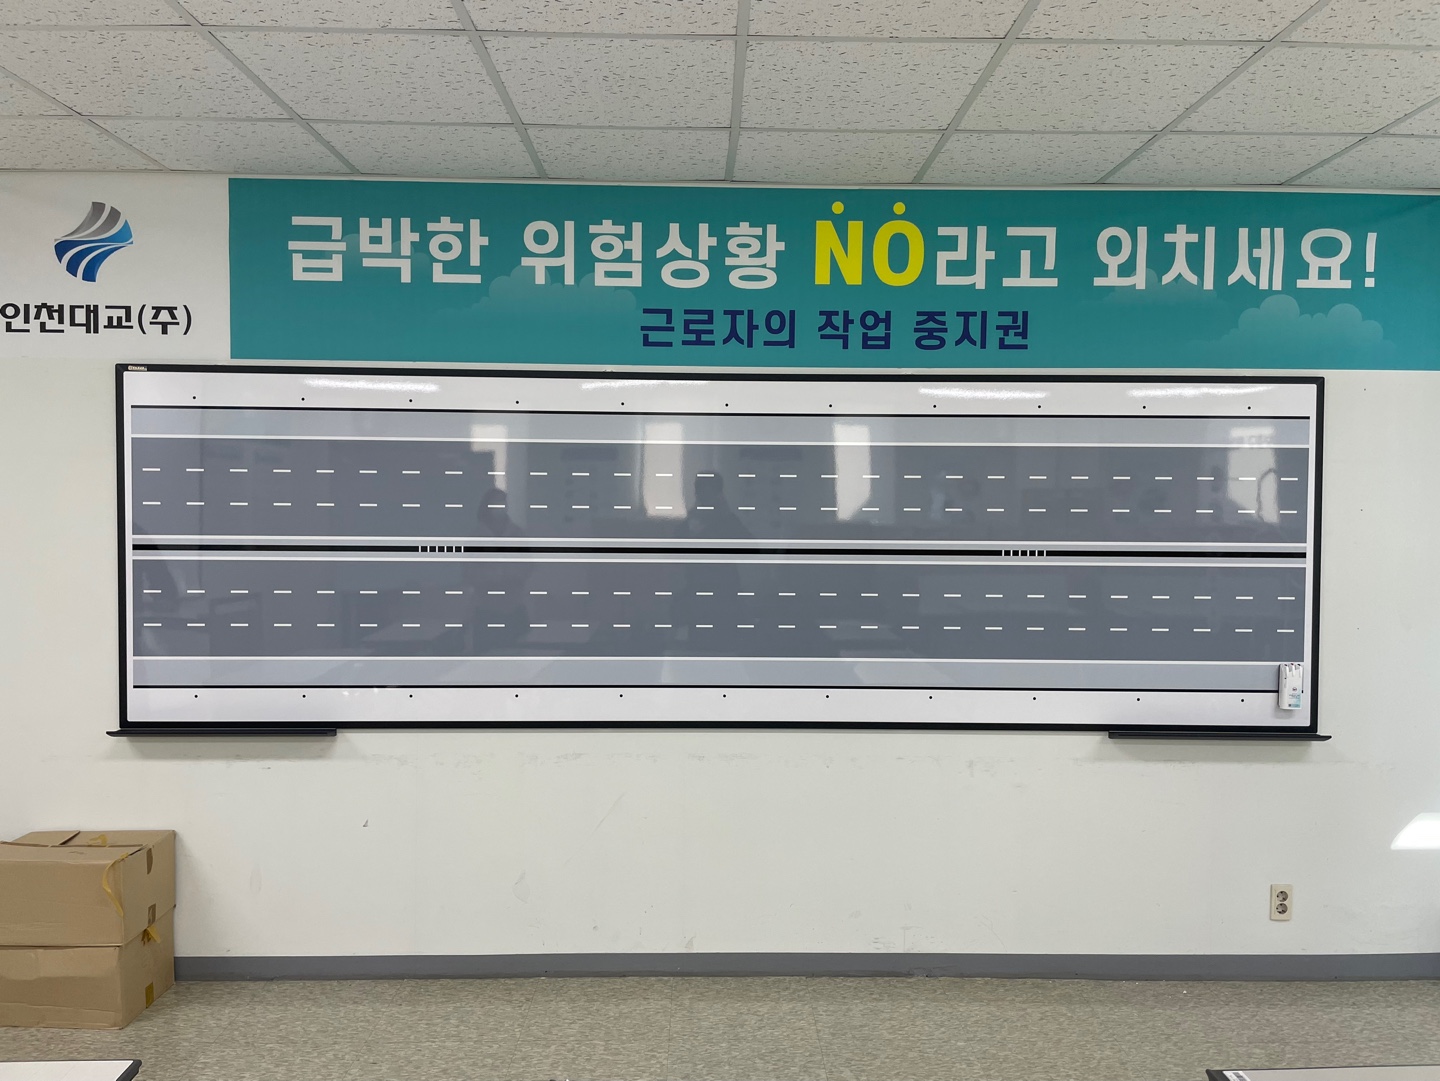 급박한 위험상황 NO라고 외치세요!
근로자의 작업 중지권
인천대교(주)